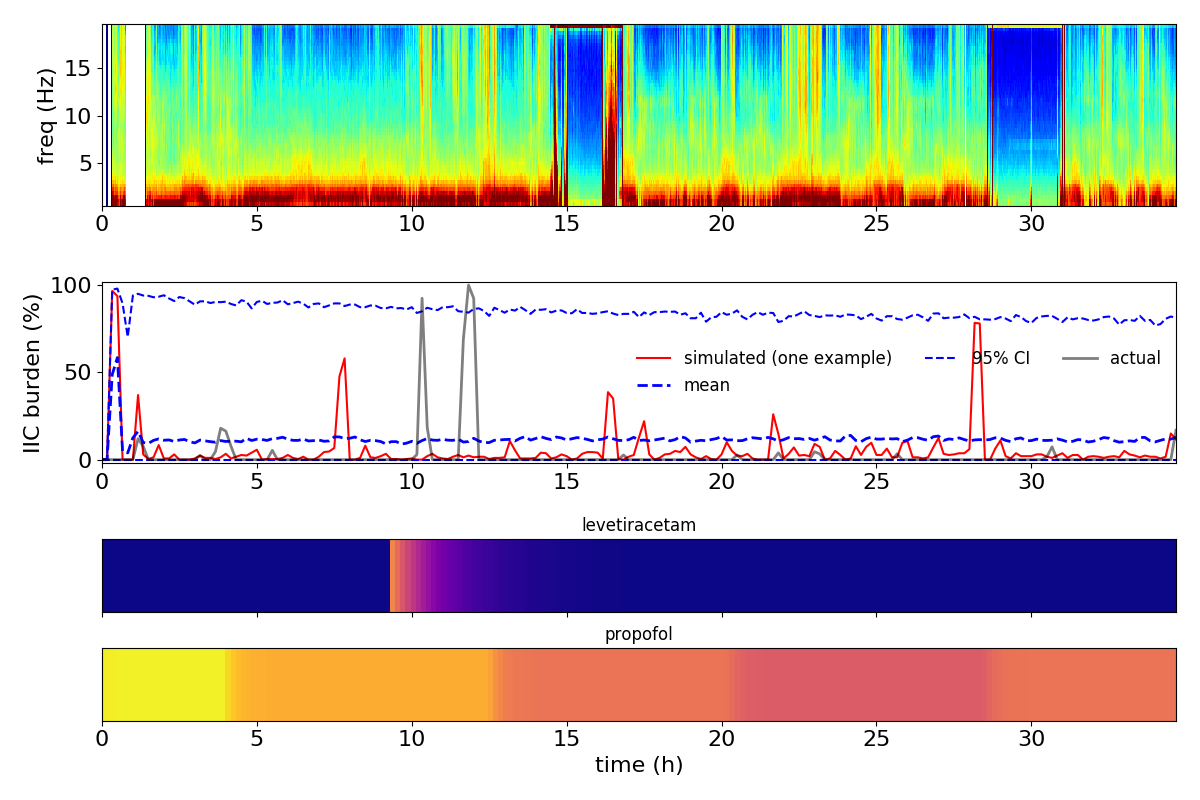 freq (Hz)
15
10
5
0 5 10 15 20 25 30
IIC burden (%)
100
50
0
simulated (one example) 95% CI actual
mean
0 5 10 15 20 25 30
levetiracetam
propofol
0 5 10 15 20 25 30
time (h)